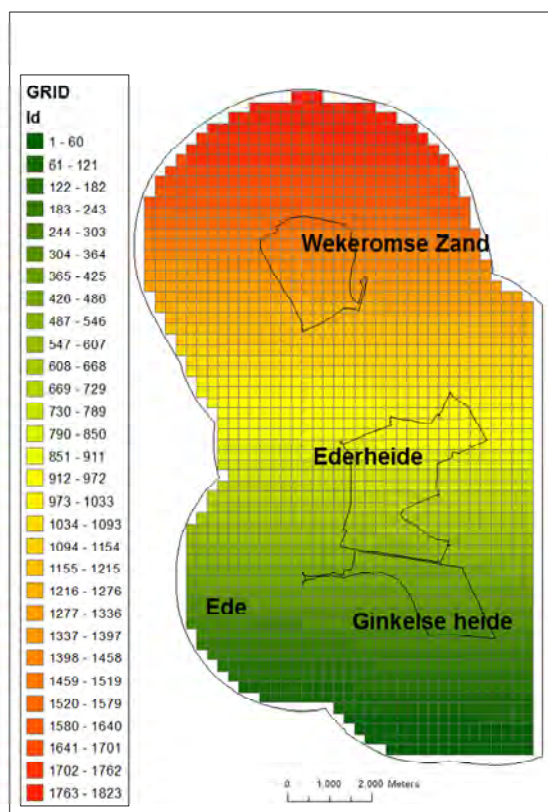 GRID
Id
1 - 60
61 - 121
122 - 182
183 - 243
244 - 303
304 - 364
365 - 425
426 - 486
487 - 546
547 - 607
608 - 668
669 - 729
730 - 789
790 - 850
851 - 911
912 - 972
973 - 1033
1034 - 1093
1094 - 1154
1155 - 1215
1216 - 1276
1277 - 1336
1337 - 1397
1398 - 1458
1459 - 1519
1520 - 1579
1580 - 1640
1641 - 1701
1702 - 1762
1763 - 1823
Wekeromse Zand
Ederheide
Ede
Ginkelse heide
0 1,000 2,000 Meters